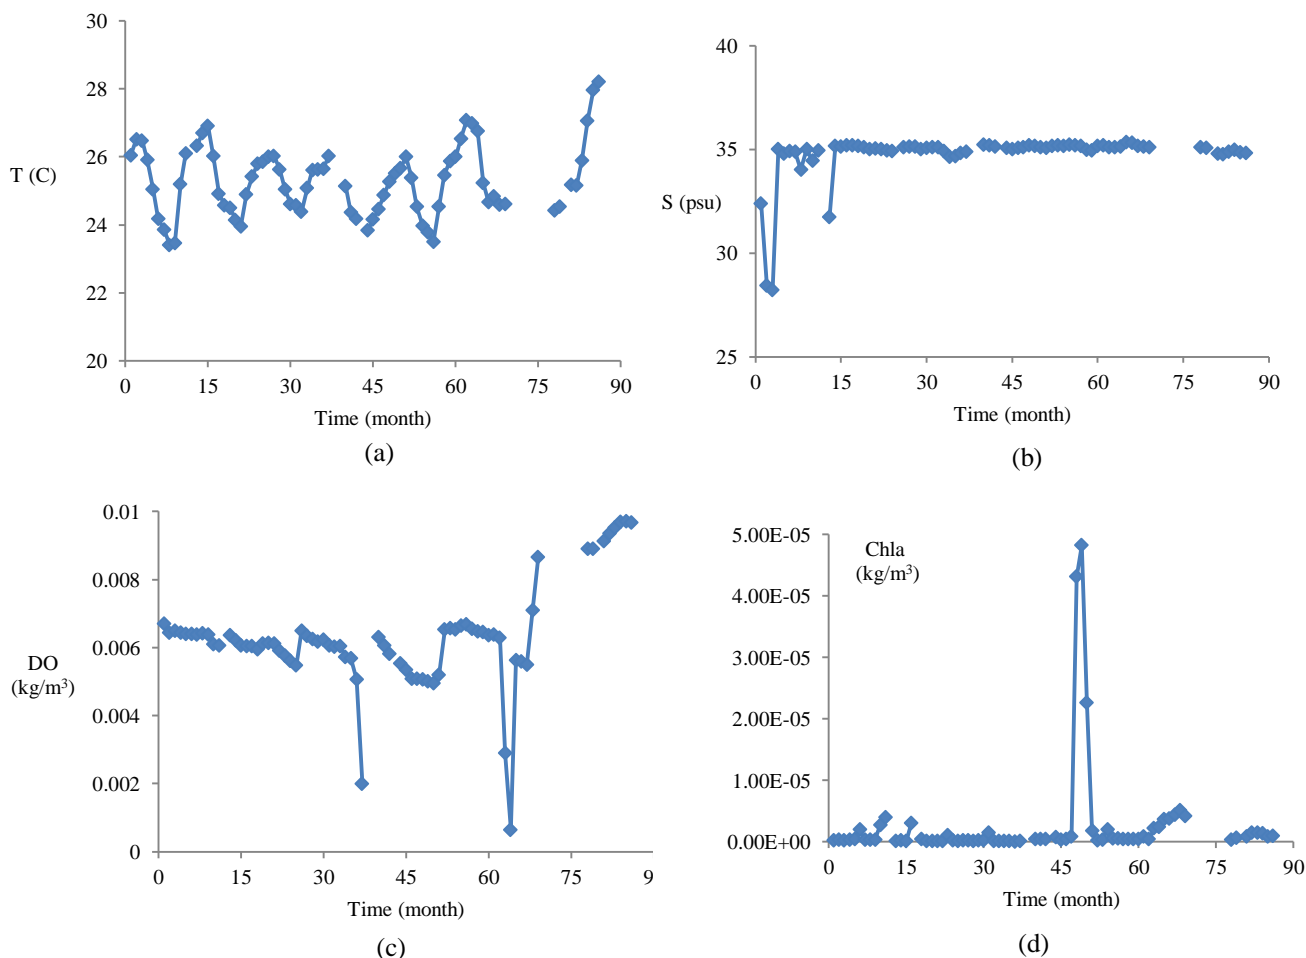 30
28
26
T (C)
24
22
20
0 15 30 45 60 75 90
Time (month)
(a)
40
35
S (psu)
30
25
0 15 30 45 60 75 90
Time (month)
(b)
0.01
0.008
0.006
DO
(kg/m³)
0.004
0.002
0
0 15 30 45 60 75 9
Time (month)
(c)
5.00E-05
Chla
(kg/m³)
4.00E-05
3.00E-05
2.00E-05
1.00E-05
0.00E+00
0 15 30 45 60 75 90
Time (month)
(d)